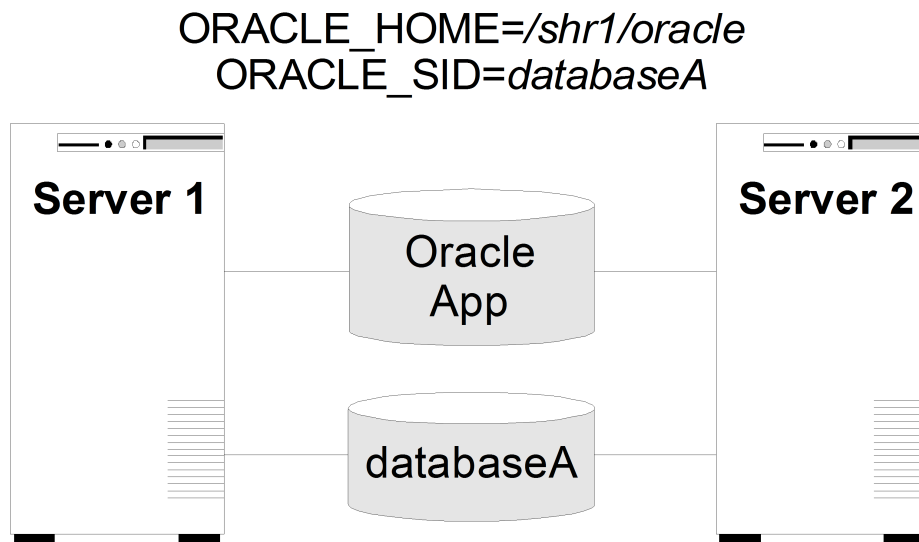 ORACLE_HOME=/shr1/oracle
ORACLE_SID=databaseA
Server 1
Server 2
Oracle
App
databaseA